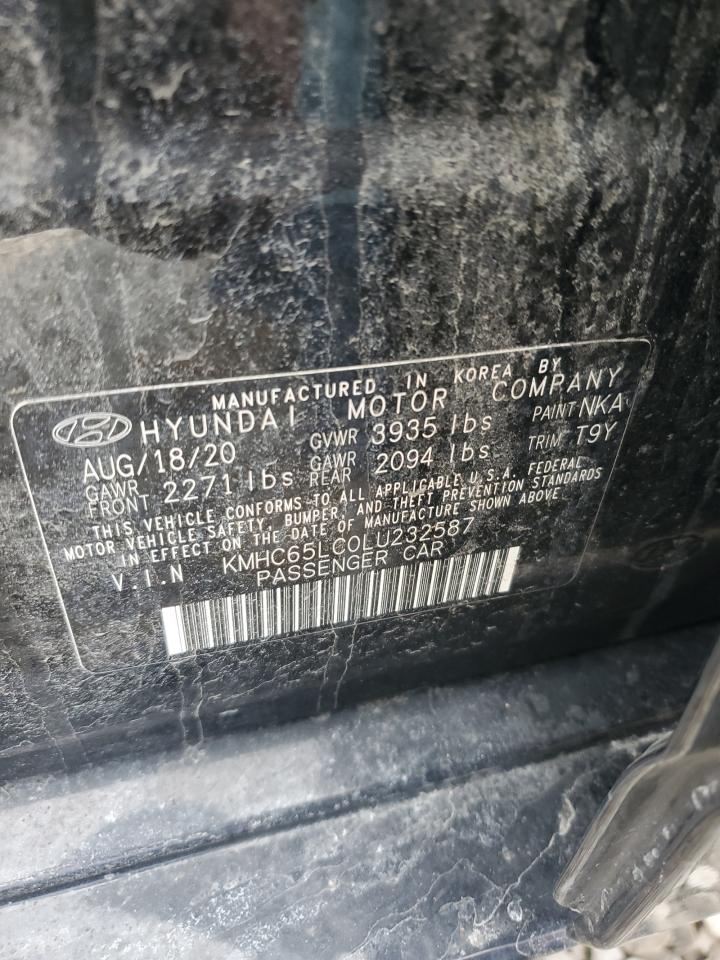 MANUFACTURED IN KOREA BY
HYUNDAI MOTOR COMPANY
AUG/18/20 GVWR 3935 lbs PAINT NKA
GAWR FRONT 2271 lbs GAWR REAR 2094 lbs TRIM T9Y
THIS VEHICLE CONFORMS TO ALL APPLICABLE U.S.A. FEDERAL
MOTOR VEHICLE SAFETY, BUMPER, AND THEFT PREVENTION STANDARDS
IN EFFECT ON THE DATE OF MANUFACTURE SHOWN ABOVE
V.I.N KMHC65LC0LU232587
PASSENGER CAR